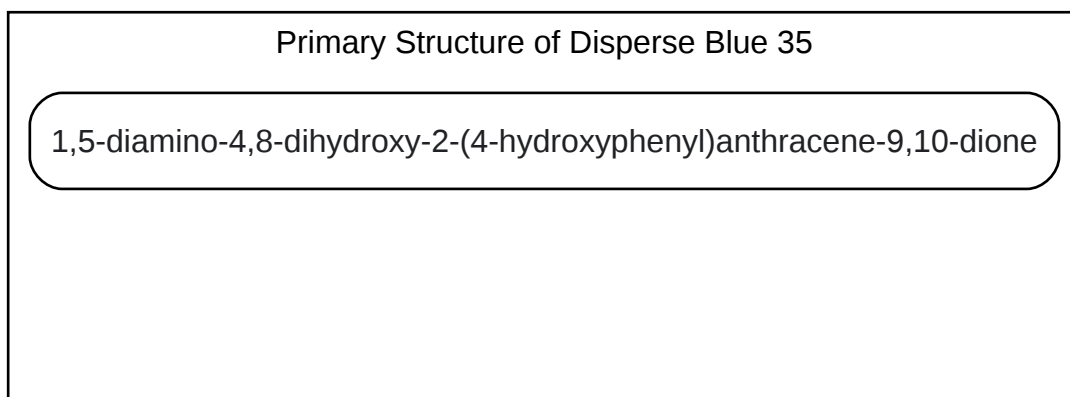 Primary Structure of Disperse Blue 35
1,5-diamino-4,8-dihydroxy-2-(4-hydroxyphenyl)anthracene-9,10-dione